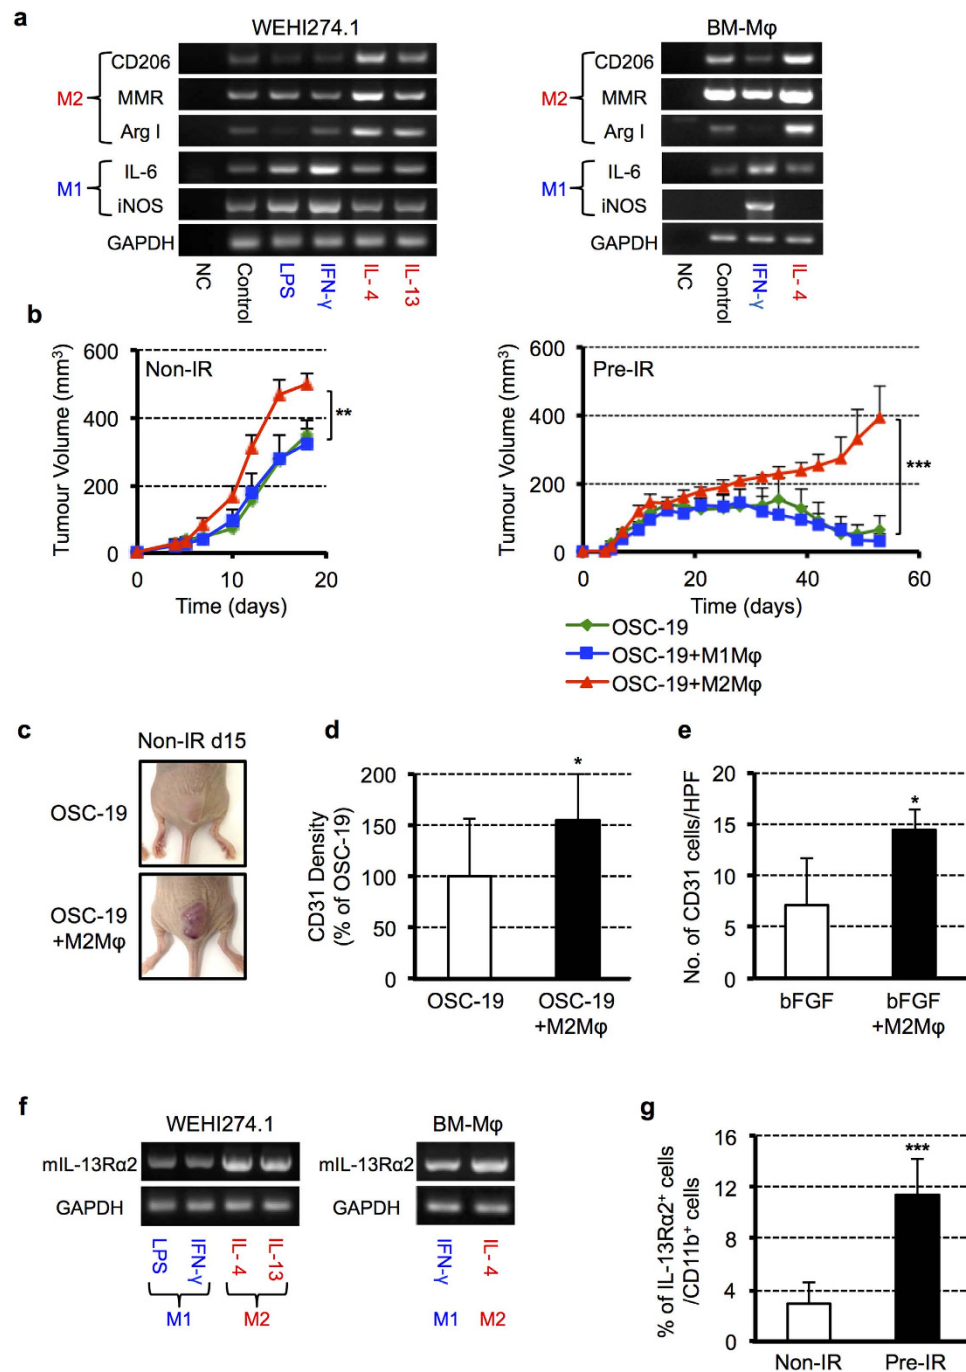 a
WEHI274.1
BM-Mφ
M2
CD206
MMR
Arg I
M1
IL-6
iNOS
GAPDH
NC
Control
LPS
IFN-γ
IL- 4
IL-13
M2
CD206
MMR
Arg I
M1
IL-6
iNOS
GAPDH
NC
Control
IFN-γ
IL- 4
b
Tumour Volume (mm³)
600
400
200
0
Non-IR
**
0
10
20
Time (days)
Tumour Volume (mm³)
600
400
200
0
Pre-IR
***
0
20
40
60
Time (days)
OSC-19
OSC-19+M1Mφ
OSC-19+M2Mφ
c
Non-IR d15
OSC-19
OSC-19
+M2Mφ
d
CD31 Density
(% of OSC-19)
200
150
100
50
0
*
OSC-19
OSC-19
+M2Mφ
e
No. of CD31 cells/HPF
20
15
10
5
0
*
bFGF
bFGF
+M2Mφ
f
WEHI274.1
BM-Mφ
mIL-13Rα2
GAPDH
LPS
IFN-γ
IL- 4
IL-13
M1
M2
mIL-13Rα2
GAPDH
IFN-γ
IL- 4
M1
M2
g
% of IL-13Rα2⁺ cells
/CD11b⁺ cells
16
12
8
4
0
***
Non-IR
Pre-IR